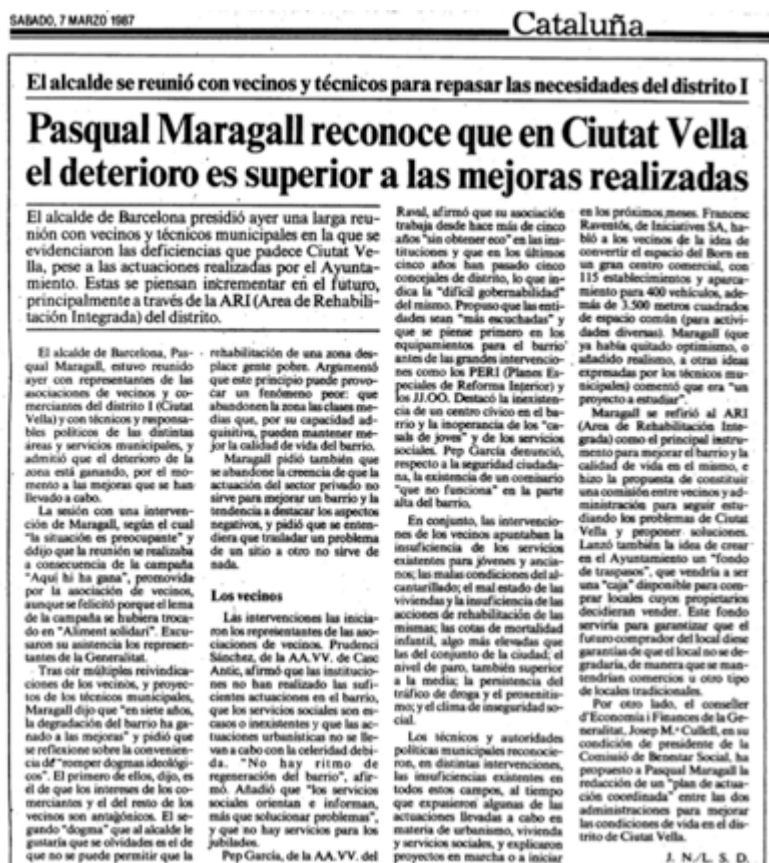 SABADO, 7 MARZO 1987
Cataluña
El alcalde se reunió con vecinos y técnicos para repasar las necesidades del distrito I
Pasqual Maragall reconoce que en Ciutat Vella
el deterioro es superior a las mejoras realizadas
El alcalde de Barcelona presidió ayer una larga reu-
nión con vecinos y técnicos municipales en la que se
evidenciaron las deficiencias que padece Ciutat Ve-
lla, pese a las actuaciones realizadas por el Ayunta-
miento. Estas se piensan incrementar en el futuro,
principalmente a través de la ARI (Area de Rehabili-
tación Integrada) del distrito.
El alcalde de Barcelona, Pas-
qual Maragall, estuvo reunido
ayer con representantes de las
asociaciones de vecinos y co-
merciantes del distrito I (Ciutat
Vella) y con técnicos y responsa-
bles políticos de las distintas
áreas y servicios municipales, y
admitió que el deterioro de la
zona está ganando, por el mo-
mento a las mejoras que se han
llevado a cabo.
La sesión con una interven-
ción de Maragall, según el cual
"la situación es preocupante" y
ddijo que la reunión se realizaba
a consecuencia de la campaña
"Aquí hi ha gana", promovida
por la asociación de vecinos,
aunque se felicitó porque el lema
de la campaña se hubiera troca-
do en "Aliment solidari". Excu-
saron su asistencia los represen-
tantes de la Generalitat.
Tras oír múltiples reivindica-
ciones de los vecinos, y proyec-
tos de los técnicos municipales,
Maragall dijo que "en siete años,
la degradación del barrio ha ga-
nado a las mejoras" y pidió que
se reflexione sobre la convenien-
cia de "romper dogmas ideológi-
cos". El primero de ellos, dijo, es
el de que los intereses de los co-
merciantes y el del resto de los
vecinos son antagónicos. El se-
gundo "dogma" que al alcalde le
gustaría que se olvidades es el de
que no se puede permitir que la
rehabilitación de una zona des-
place gente pobre. Argumentó
que este principio puede provo-
car un fenómeno peor: que
abandonen la zona las clases me-
dias que, por su capacidad ad-
quisitiva, pueden mantener me-
jor la calidad de vida del barrio.
Maragall pidió también que
se abandone la creencia de que la
actuación del sector privado no
sirve para mejorar un barrio y la
tendencia a destacar los aspectos
negativos, y pidió que se enten-
diera que trasladar un problema
de un sitio a otro no sirve de
nada.
Los vecinos
Las intervenciones las inicia-
ron los representantes de las aso-
ciaciones de vecinos. Prudenci
Sánchez, de la AA.VV. de Casc
Antic, afirmó que las institucio-
nes no han realizado las sufi-
cientes actuaciones en el barrio,
que los servicios sociales son es-
casos o inexistentes y que las ac-
tuaciones urbanísticas no se lle-
van a cabo con la celeridad debi-
da. "No hay ritmo de
regeneración del barrio", afir-
mó. Añadió que "los servicios
sociales orientan e informan,
más que solucionar problemas",
y que no hay servicios para los
jubilados.
Pep García, de la AA.VV. del
Raval, afirmó que su asociación
trabaja desde hace más de cinco
años "sin obtener eco" en las ins-
tituciones y que en los últimos
cinco años han pasado cinco
concejales de distrito, lo que in-
dica la "difícil gobernabilidad"
del mismo. Propuso que las enti-
dades sean "más escuchadas" y
que se piense primero en los
equipamientos para el barrio
antes de las grandes intervencio-
nes como los PERI (Planes Es-
peciales de Reforma Interior) y
los JJ.OO. Destacó la inexisten-
cia de un centro cívico en el ba-
rrio y la inoperancia de los "ca-
sals de joves" y de los servicios
sociales. Pep García denunció,
respecto a la seguridad ciudada-
na, la existencia de un comisario
"que no funciona" en la parte
alta del barrio.
En conjunto, las intervencio-
nes de los vecinos apuntaban la
insuficiencia de los servicios
existentes para jóvenes y ancia-
nos; las malas condiciones del al-
cantarillado; el mal estado de las
viviendas y la insuficiencia de las
acciones de rehabilitación de las
mismas; las cotas de mortalidad
infantil, algo más elevadas que
las del conjunto de la ciudad; el
nivel de paro, también superior
a la media; la persistencia del
tráfico de droga y el proxeneti-
smo; y el clima de inseguridad so-
cial.
Los técnicos y autoridades
políticas municipales reconocie-
ron, en distintas intervenciones,
las insuficiencias existentes en
todos estos campos, al tiempo
que expusieron algunas de las
actuaciones llevadas a cabo en
materia de urbanismo, vivienda
y servicios sociales, y explicaron
proyectos en marcha o a iniciar
en los próximos meses. Francesc
Raventós, de Iniciatives SA, ha-
bló a los vecinos de la idea de
convertir el espacio del Born en
un gran centro comercial, con
115 establecimientos y aparca-
miento para 400 vehículos, ade-
más de 3.500 metros cuadrados
de espacio común (para activi-
dades diversas). Maragall (que
ya había quitado optimismo, o
añadido realismo, a otras ideas
expresadas por los técnicos mu-
nicipales) comentó que era "un
proyecto a estudiar".
Maragall se refirió al ARI
(Area de Rehabilitación Inte-
grada) como el principal instru-
mento para mejorar el barrio y la
calidad de vida en el mismo, e
hizo la propuesta de constituir
una comisión entre vecinos y ad-
ministración para seguir estu-
diando los problemas de Ciutat
Vella y proponer soluciones.
Lanzó también la idea de crear
en el Ayuntamiento un "fondo
de traspasos", que vendría a ser
una "caja" disponible para com-
prar locales cuyos propietarios
decidieran vender. Este fondo
serviría para garantizar que el
futuro comprador del local diese
garantías de que el local no se de-
gradaría, de manera que se man-
tendrían comercios u otro tipo
de locales tradicionales.
Por otro lado, el conseller
d'Economia i Finances de la Ge-
neralitat, Josep M.ª Cullell, en su
condición de presidente de la
Comissió de Benestar Social, ha
propuesto a Pasqual Maragall la
redacción de un "plan de actua-
ción coordinada" entre las dos
administraciones para mejorar
las condiciones de vida en el dis-
trito de Ciutat Vella.
J. N./L. S. D.